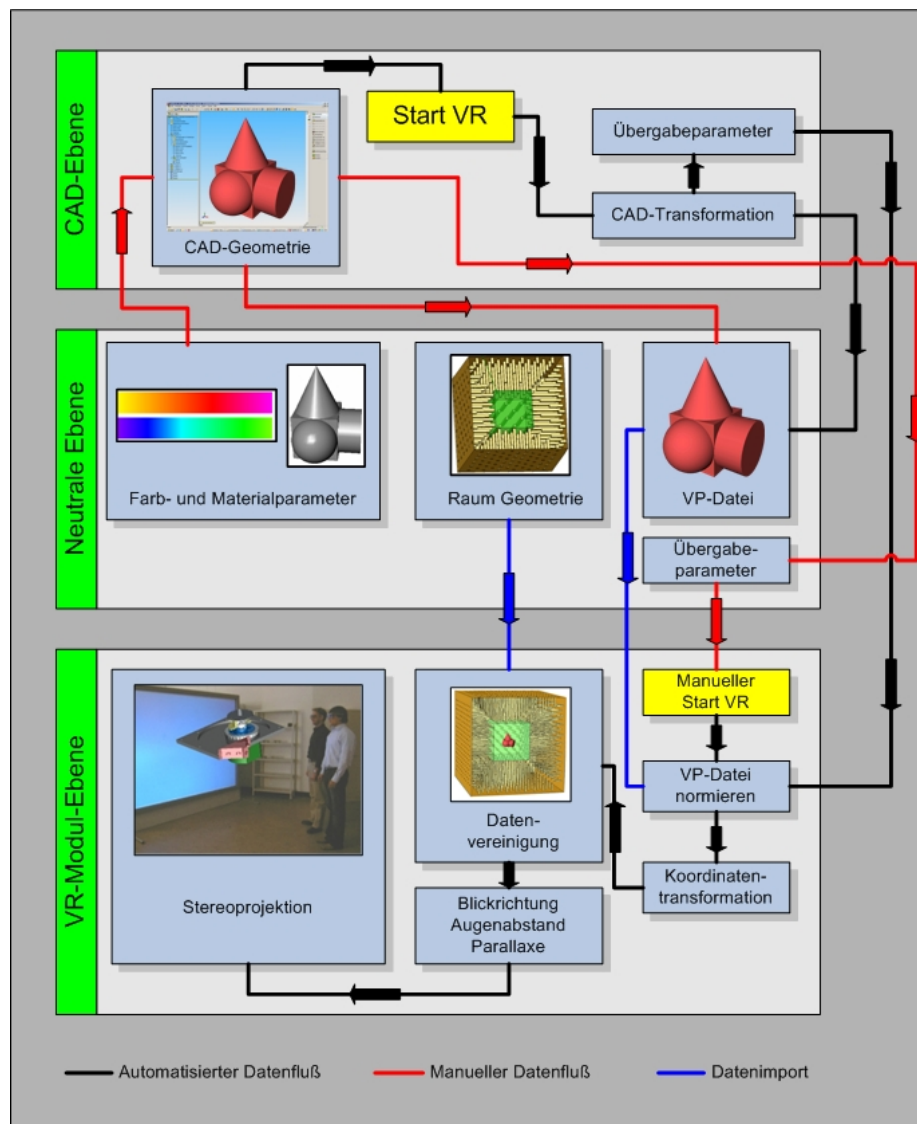 CAD-Ebene
Start VR
Übergabeparameter
CAD-Transformation
CAD-Geometrie
Neutrale Ebene
Farb- und Materialparameter
Raum Geometrie
VP-Datei
Übergabe-
parameter
VR-Modul-Ebene
Manueller
Start VR
VP-Datei
normieren
Daten-
vereinigung
Koordinaten-
transformation
Stereoprojektion
Blickrichtung
Augenabstand
Parallaxe
Automatisierter Datenfluß
Manueller Datenfluß
Datenimport